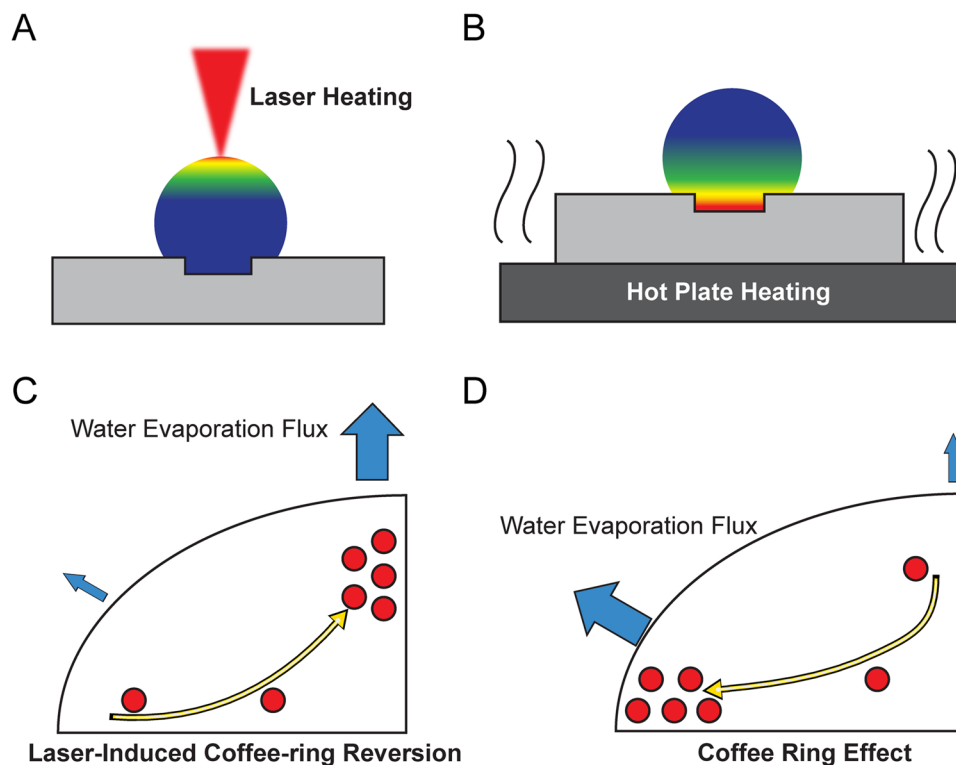 A
Laser Heating
B
Hot Plate Heating
C
Water Evaporation Flux
Laser-Induced Coffee-ring Reversion
D
Water Evaporation Flux
Coffee Ring Effect